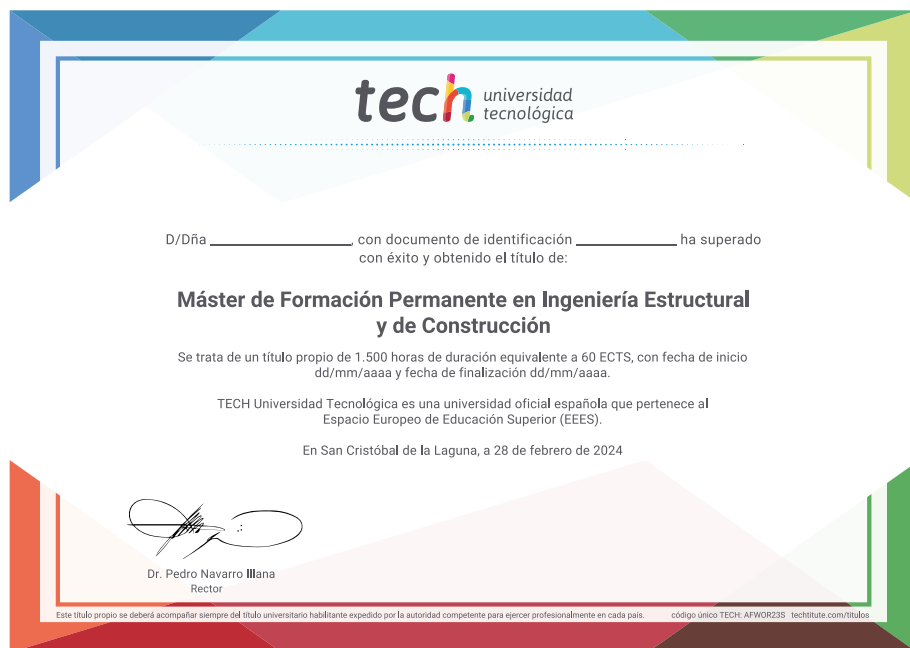 tech universidad
tecnológica
D/Dña ______________, con documento de identificación __________ ha superado
con éxito y obtenido el título de:
Máster de Formación Permanente en Ingeniería Estructural
y de Construcción
Se trata de un título propio de 1.500 horas de duración equivalente a 60 ECTS, con fecha de inicio
dd/mm/aaaa y fecha de finalización dd/mm/aaaa.
TECH Universidad Tecnológica es una universidad oficial española que pertenece al
Espacio Europeo de Educación Superior (EEES).
En San Cristóbal de la Laguna, a 28 de febrero de 2024
Dr. Pedro Navarro Illana
Rector
Este título propio se deberá acompañar siempre del título universitario habilitante expedido por la autoridad competente para ejercer profesionalmente en cada país. código único TECH: AFWOR23S techtitute.com/titulos